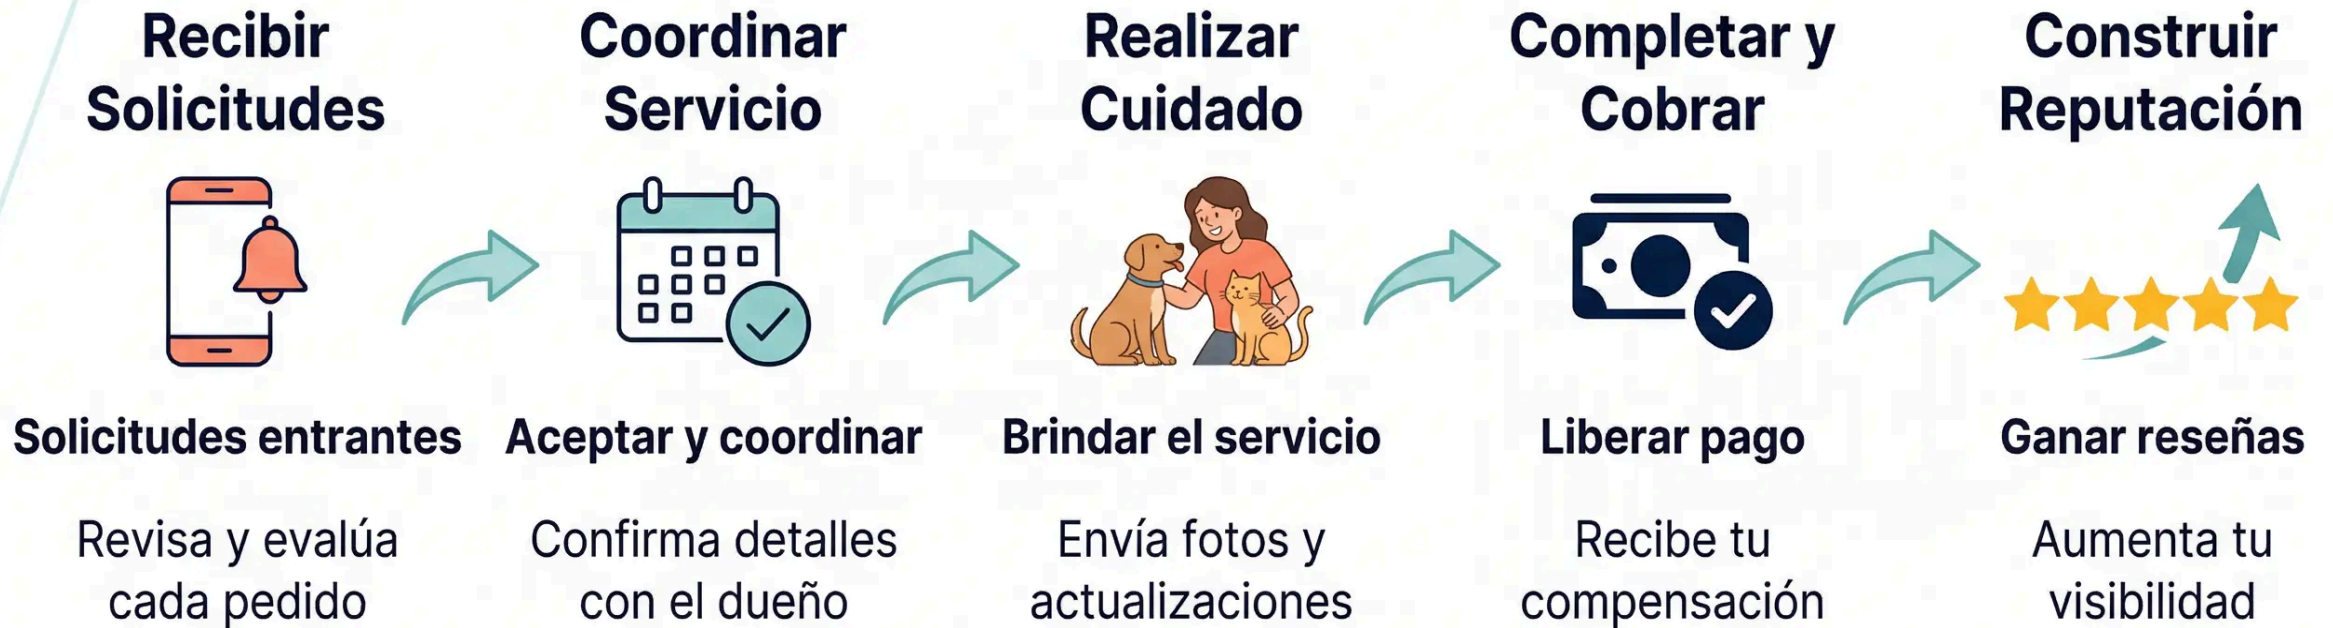 Recibir
Solicitudes
Coordinar
Servicio
Realizar
Cuidado
Completar y
Cobrar
Construir
Reputación
Solicitudes entrantes
Aceptar y coordinar
Brindar el servicio
Liberar pago
Ganar reseñas
Revisa y evalúa
cada pedido
Confirma detalles
con el dueño
Envía fotos y
actualizaciones
Recibe tu
compensación
Aumenta tu
visibilidad